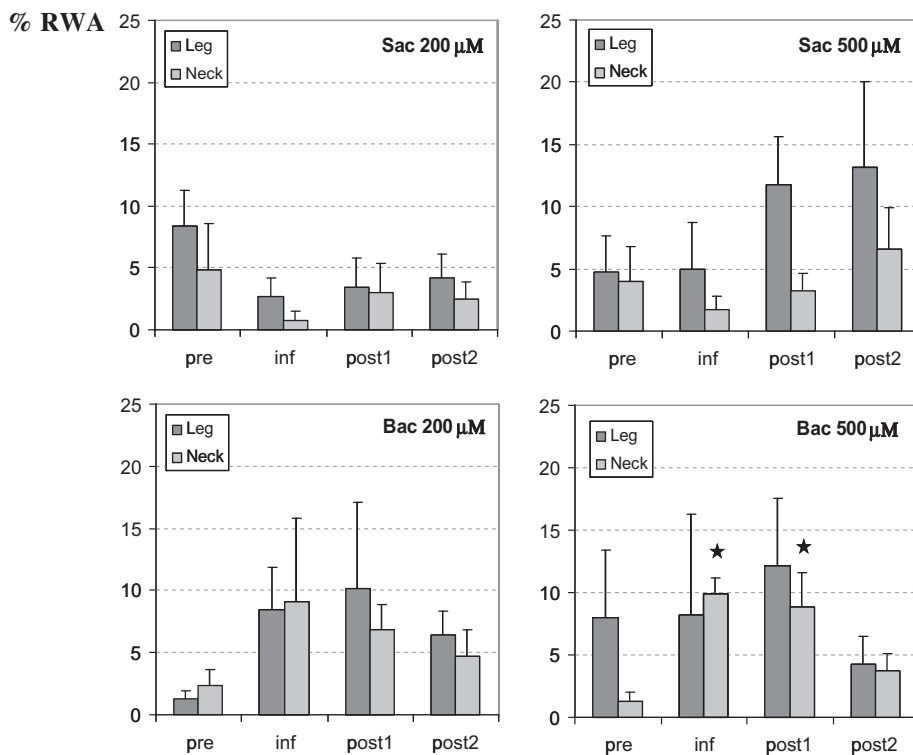 % RWA
25
20
15
10
5
0
Leg
Neck
Sac 200 μM
pre inf post1 post2
25
20
15
10
5
0
Leg
Neck
Sac 500 μM
pre inf post1 post2
25
20
15
10
5
0
Leg
Neck
Bac 200 μM
pre inf post1 post2
25
20
15
10
5
0
Leg
Neck
Bac 500 μM
pre inf post1 post2